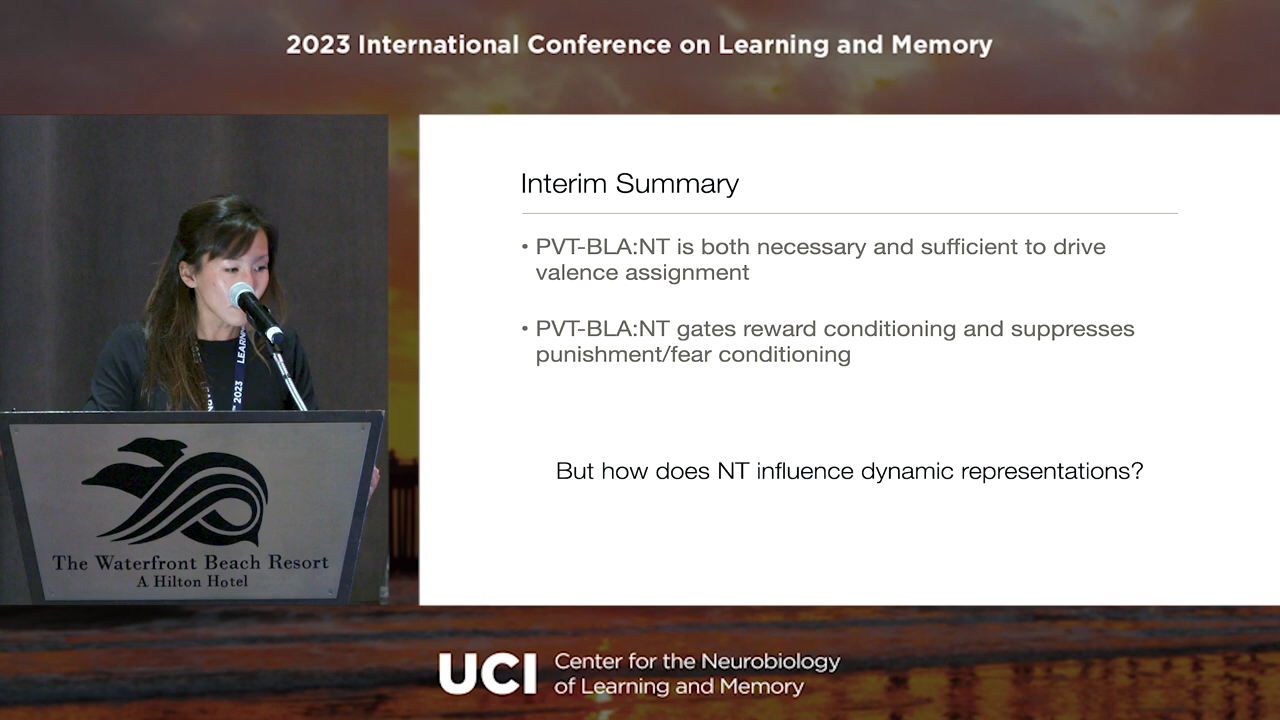 2023 International Conference on Learning and Memory
Interim Summary
• PVT-BLA:NT is both necessary and sufficient to drive
valence assignment
• PVT-BLA:NT gates reward conditioning and suppresses
punishment/fear conditioning
But how does NT influence dynamic representations?
LEARN
2023
The Waterfront Beach Resort
A Hilton Hotel
UCI Center for the Neurobiology
of Learning and Memory